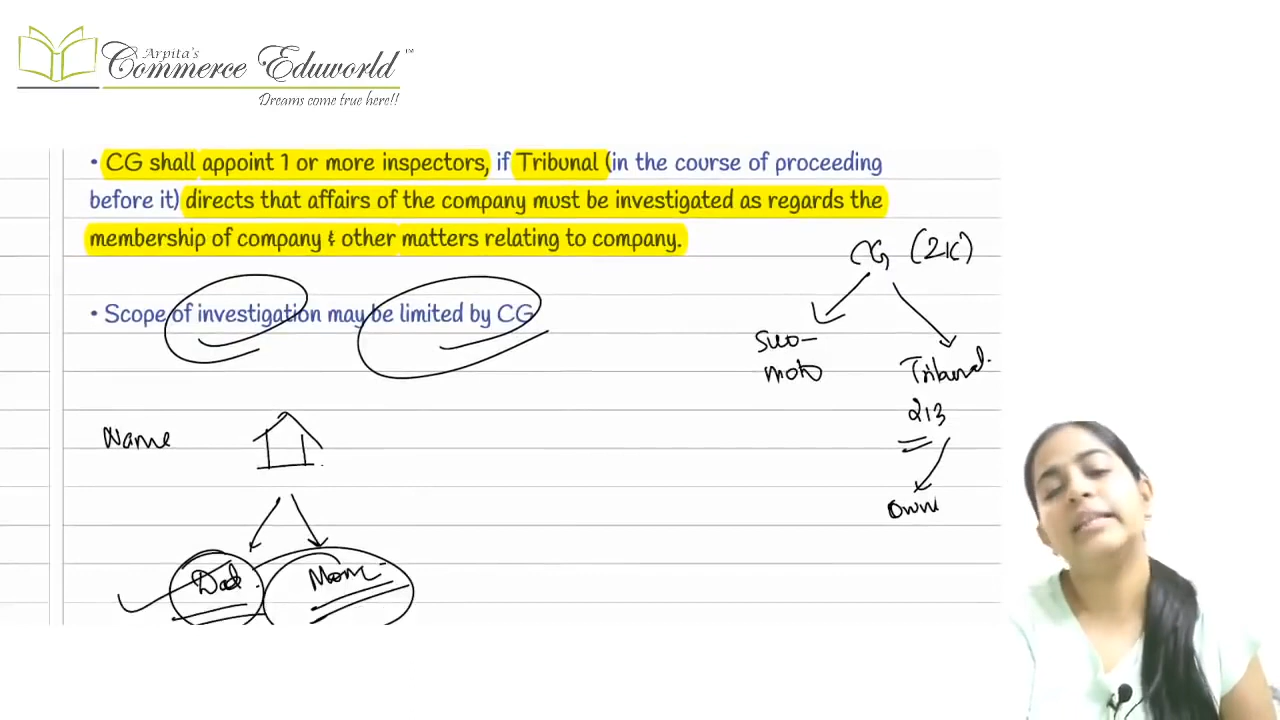 Arpita's
Commerce Eduworld™
Dreams come true here!!
• CG shall appoint 1 or more inspectors, if Tribunal (in the course of proceeding
before it) directs that affairs of the company must be investigated as regards the
membership of company & other matters relating to company.
• Scope of investigation may be limited by CG
CG (216)
Suo-
moto
Tribunal.
213
Own
Name
Dad
Mom